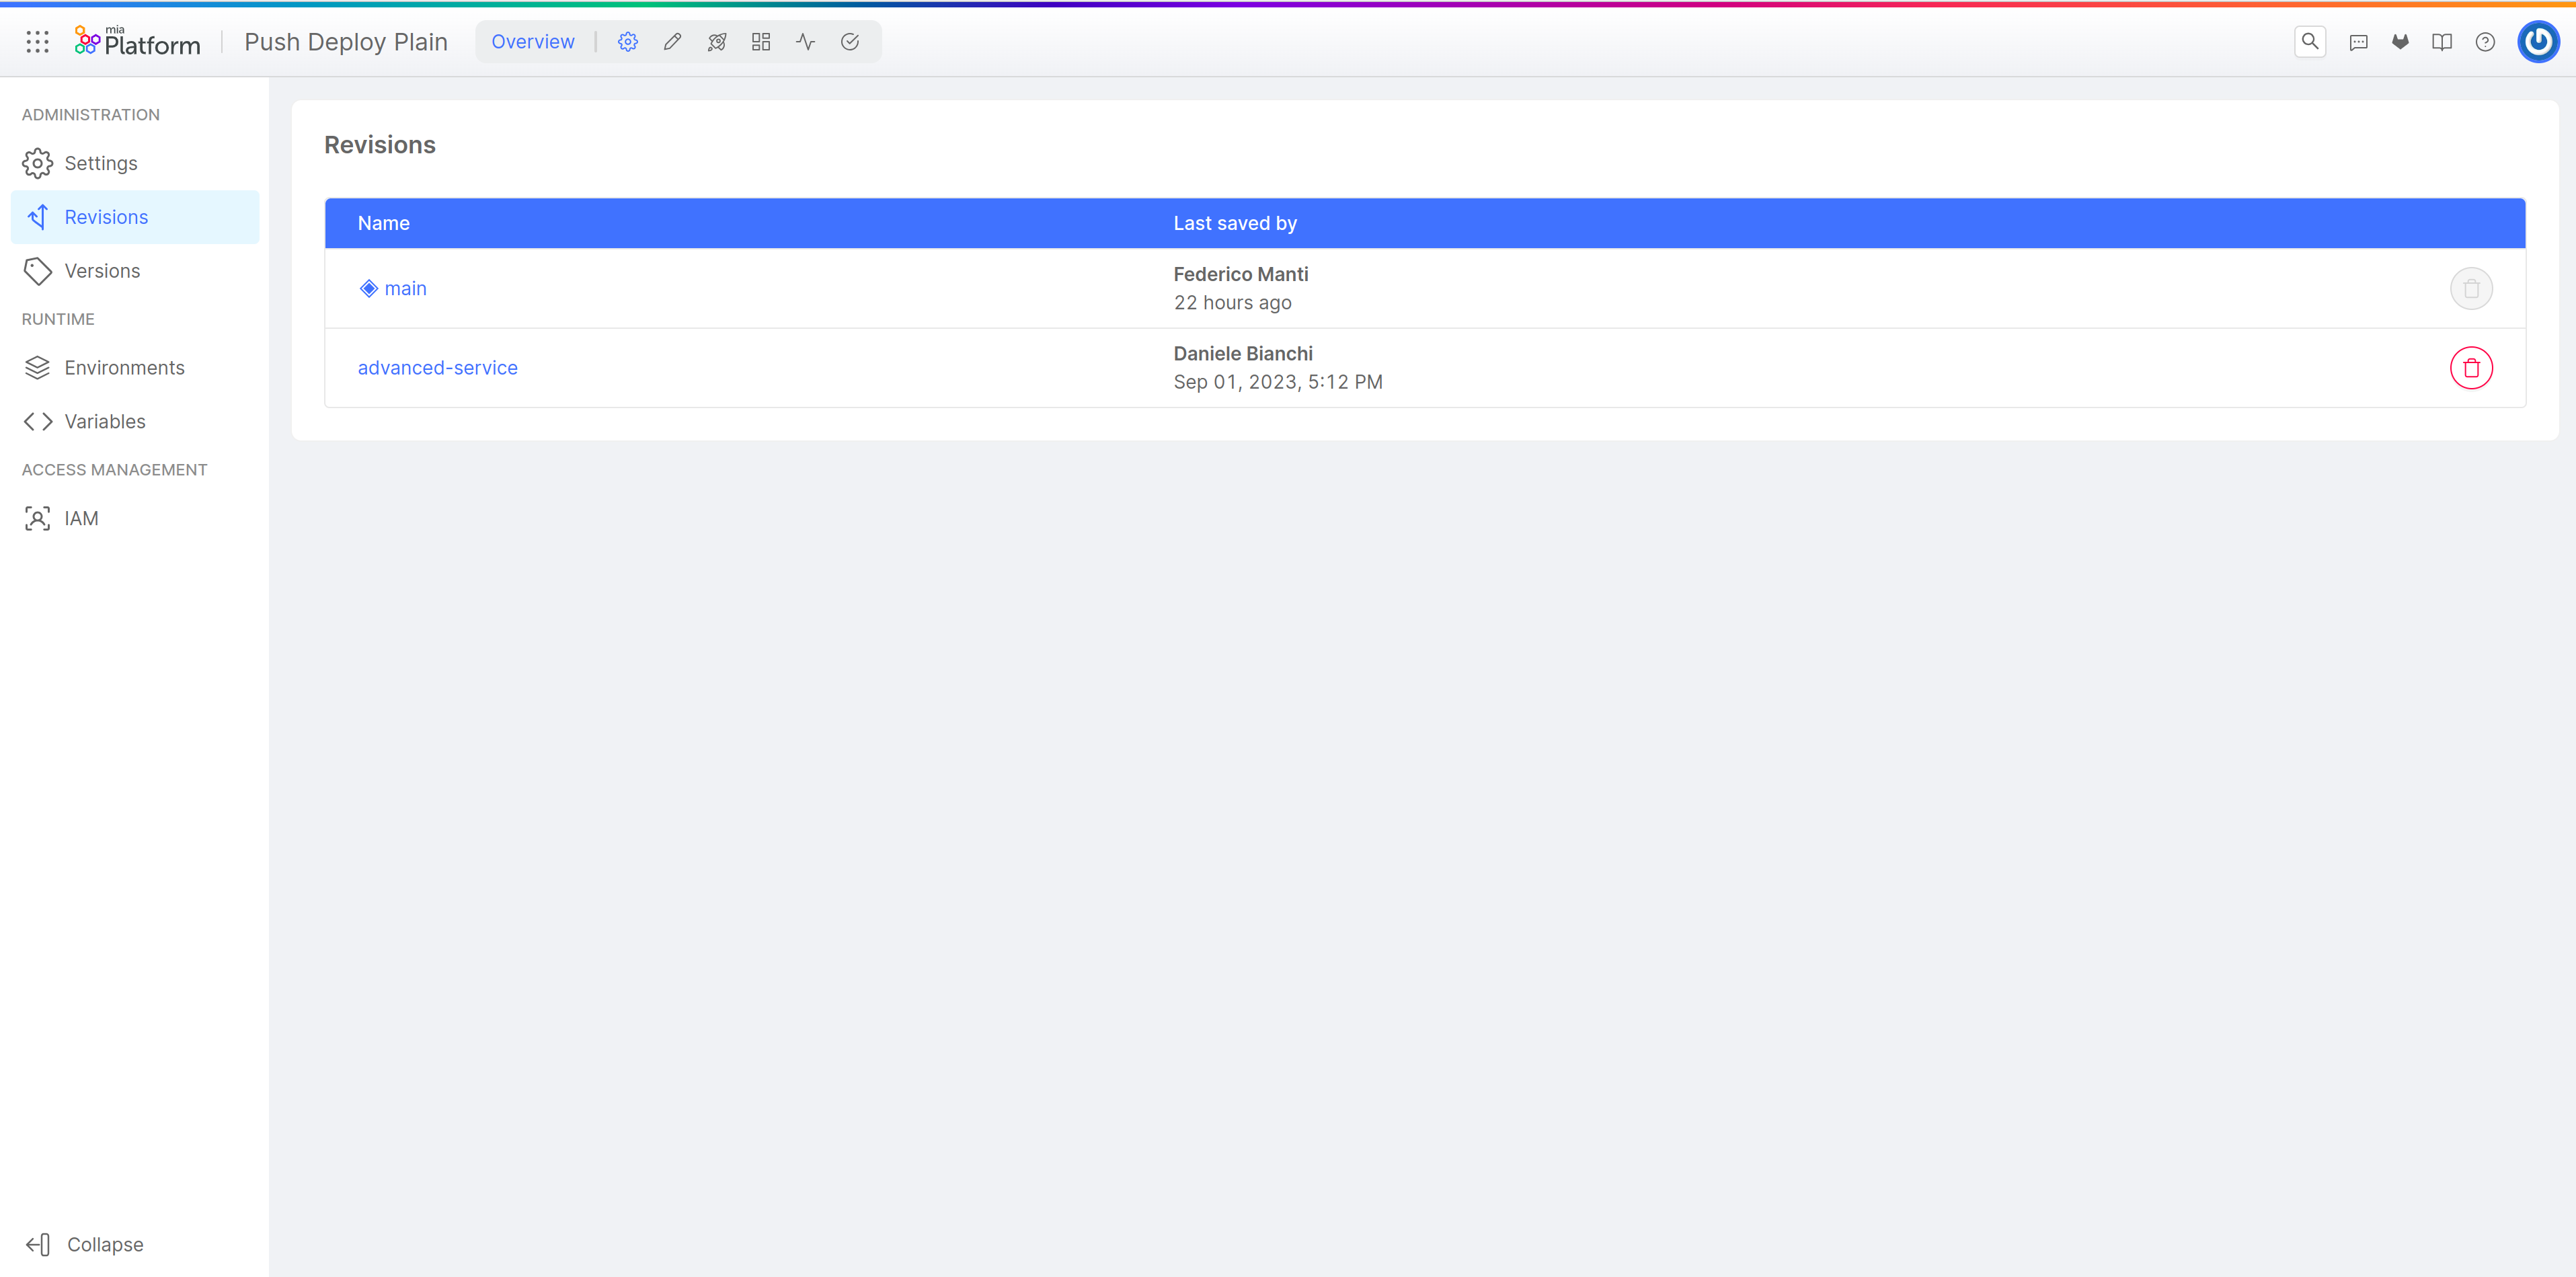 mia
Platform
Push Deploy Plain
Overview
ADMINISTRATION
Settings
Revisions
Versions
RUNTIME
Environments
Variables
ACCESS MANAGEMENT
IAM
Collapse
Revisions
Name Last saved by
main
Federico Manti
22 hours ago
advanced-service
Daniele Bianchi
Sep 01, 2023, 5:12 PM